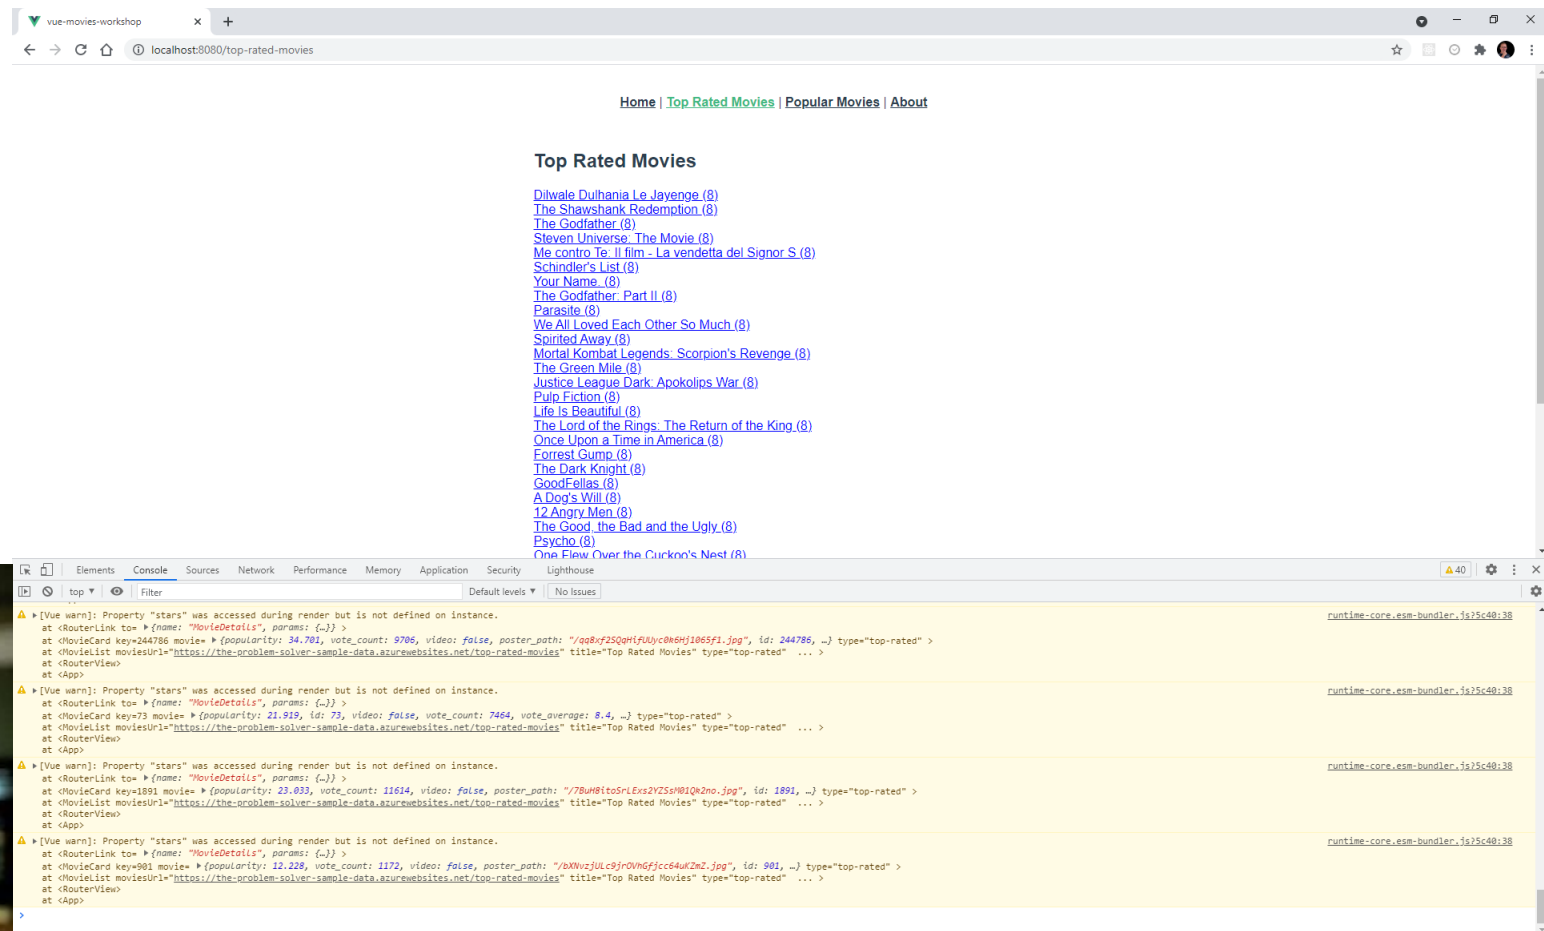 vue-movies-workshop
localhost:8080/top-rated-movies
Home | Top Rated Movies | Popular Movies | About
Top Rated Movies
Dilwale Dulhania Le Jayenge (8)
The Shawshank Redemption (8)
The Godfather (8)
Steven Universe: The Movie (8)
Me contro Te: Il film - La vendetta del Signor S (8)
Schindler's List (8)
Your Name. (8)
The Godfather: Part II (8)
Parasite (8)
We All Loved Each Other So Much (8)
Spirited Away (8)
Mortal Kombat Legends: Scorpion's Revenge (8)
The Green Mile (8)
Justice League Dark: Apokolips War (8)
Pulp Fiction (8)
Life Is Beautiful (8)
The Lord of the Rings: The Return of the King (8)
Once Upon a Time in America (8)
Forrest Gump (8)
The Dark Knight (8)
GoodFellas (8)
A Dog's Will (8)
12 Angry Men (8)
The Good, the Bad and the Ugly (8)
Psycho (8)
One Flew Over the Cuckoo's Nest (8)
Elements Console Sources Network Performance Memory Application Security Lighthouse 40
top Filter Default levels No Issues
[Vue warn]: Property "stars" was accessed during render but is not defined on instance. runtime-core.esm-bundler.js?5c40:38
at <RouterLink to= {name: "MovieDetails", params: {…}} >
at <MovieCard key=244786 movie= {popularity: 34.701, vote_count: 9706, video: false, poster_path: "/qq8xf2SQqHifUUyc0k6Hj1065f1.jpg", id: 244786, …} type="top-rated" >
at <MovieList moviesUrl="https://the-problem-solver-sample-data.azurewebsites.net/top-rated-movies" title="Top Rated Movies" type="top-rated" ... >
at <RouterView>
at <App>
[Vue warn]: Property "stars" was accessed during render but is not defined on instance. runtime-core.esm-bundler.js?5c40:38
at <RouterLink to= {name: "MovieDetails", params: {…}} >
at <MovieCard key=73 movie= {popularity: 21.919, id: 73, video: false, vote_count: 7464, vote_average: 8.4, …} type="top-rated" >
at <MovieList moviesUrl="https://the-problem-solver-sample-data.azurewebsites.net/top-rated-movies" title="Top Rated Movies" type="top-rated" ... >
at <RouterView>
at <App>
[Vue warn]: Property "stars" was accessed during render but is not defined on instance. runtime-core.esm-bundler.js?5c40:38
at <RouterLink to= {name: "MovieDetails", params: {…}} >
at <MovieCard key=1891 movie= {popularity: 23.033, vote_count: 11614, video: false, poster_path: "/7BuH8itoSrLExs2YZSsM01Qk2no.jpg", id: 1891, …} type="top-rated" >
at <MovieList moviesUrl="https://the-problem-solver-sample-data.azurewebsites.net/top-rated-movies" title="Top Rated Movies" type="top-rated" ... >
at <RouterView>
at <App>
[Vue warn]: Property "stars" was accessed during render but is not defined on instance. runtime-core.esm-bundler.js?5c40:38
at <RouterLink to= {name: "MovieDetails", params: {…}} >
at <MovieCard key=901 movie= {popularity: 12.228, vote_count: 1172, video: false, poster_path: "/bXNvzjULc9jrOVhGfjcc64uKZmZ.jpg", id: 901, …} type="top-rated" >
at <MovieList moviesUrl="https://the-problem-solver-sample-data.azurewebsites.net/top-rated-movies" title="Top Rated Movies" type="top-rated" ... >
at <RouterView>
at <App>